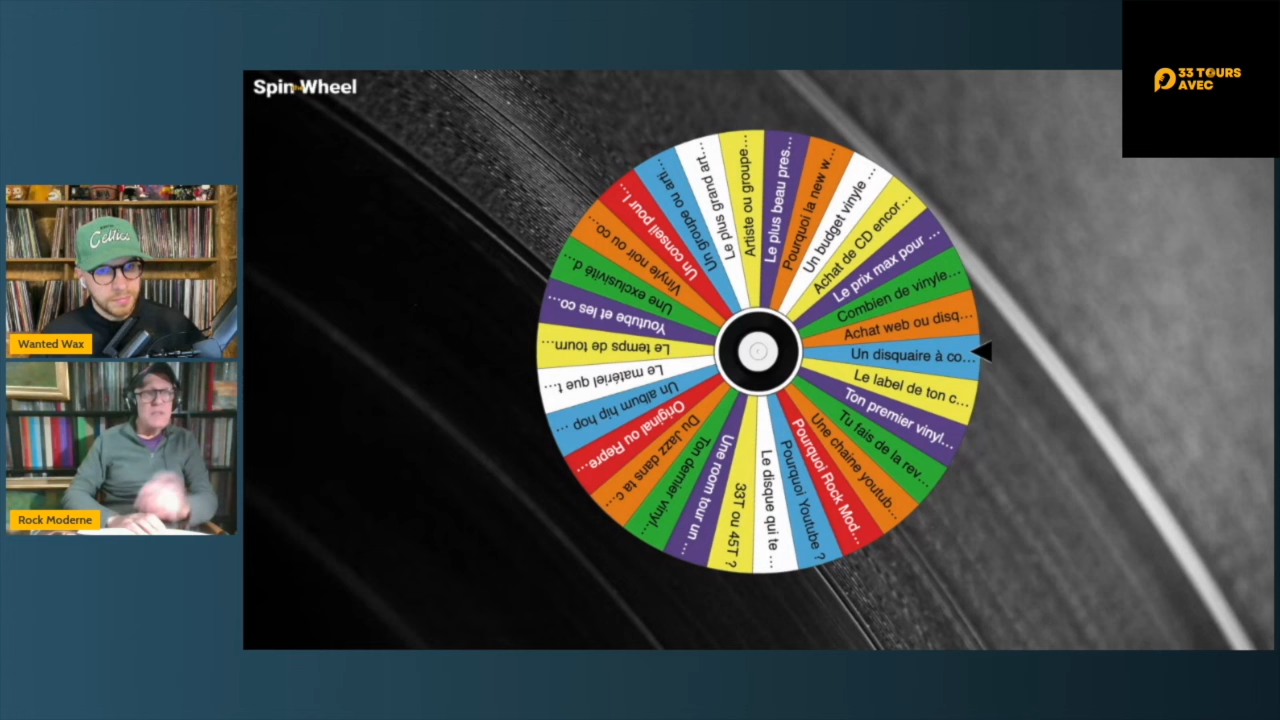 33 TOURS
AVEC
Spin The Wheel
Céline
Wanted Wax
Rock Moderne
Un disquaire à co...
Le label de ton c...
Ton premier vinyl...
Tu fais de la rev...
Une chaine youtub...
Pourquoi Rock Mod...
Pourquoi Youtube ?
Le disque qui te ...
33T ou 45T ?
Une room tour un ...
Ton dernier vinyl...
Du Jazz dans ta c...
Original ou Repre...
Un album hip hop ...
Le matériel que t...
Le temps de tourn...
Youtube et les co...
Une exclusivité d...
Vinyle noir ou co...
Un conseil pour l...
Un groupe ou arti...
Le plus grand art...
Artiste ou groupe...
Le plus beau pres...
Pourquoi la new w...
Un budget vinyle ...
Achat de CD encor...
Le prix max pour ...
Combien de vinyle...
Achat web ou disq...